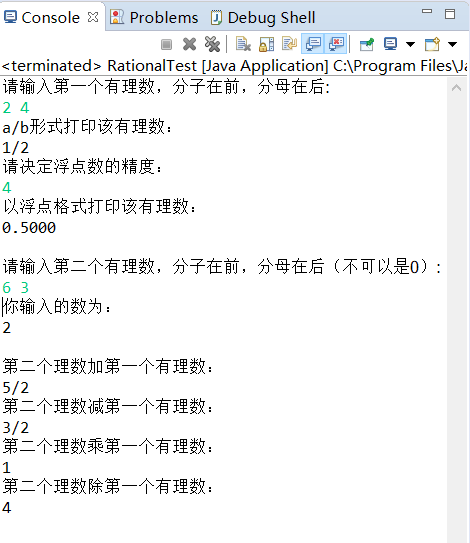 Console Problems Debug Shell
<terminated> RationalTest [Java Application] C:\Program Files\Ja
请输入第一个有理数，分子在前，分母在后:
2 4
a/b形式打印该有理数:
1/2
请决定浮点数的精度:
4
以浮点格式打印该有理数:
0.5000
请输入第二个有理数，分子在前，分母在后（不可以是0）:
6 3
你输入的数为:
2
第二个理数加第一个有理数:
5/2
第二个理数减第一个有理数:
3/2
第二个理数乘第一个有理数:
1
第二个理数除第一个有理数:
4